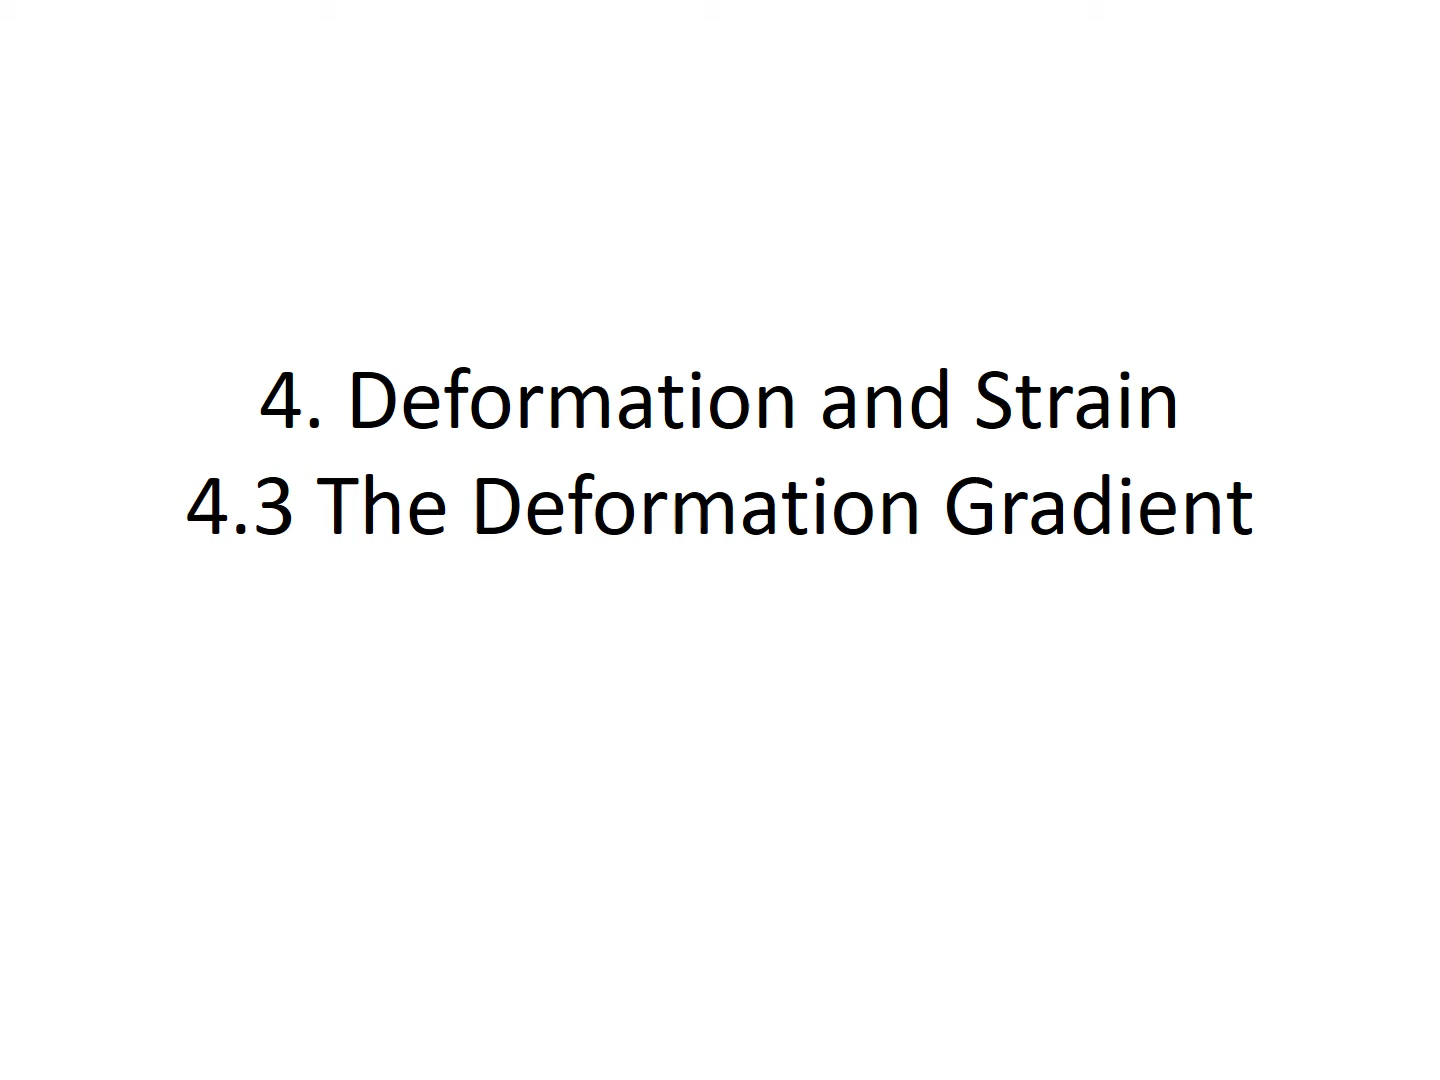 4. Deformation and Strain
4.3 The Deformation Gradient